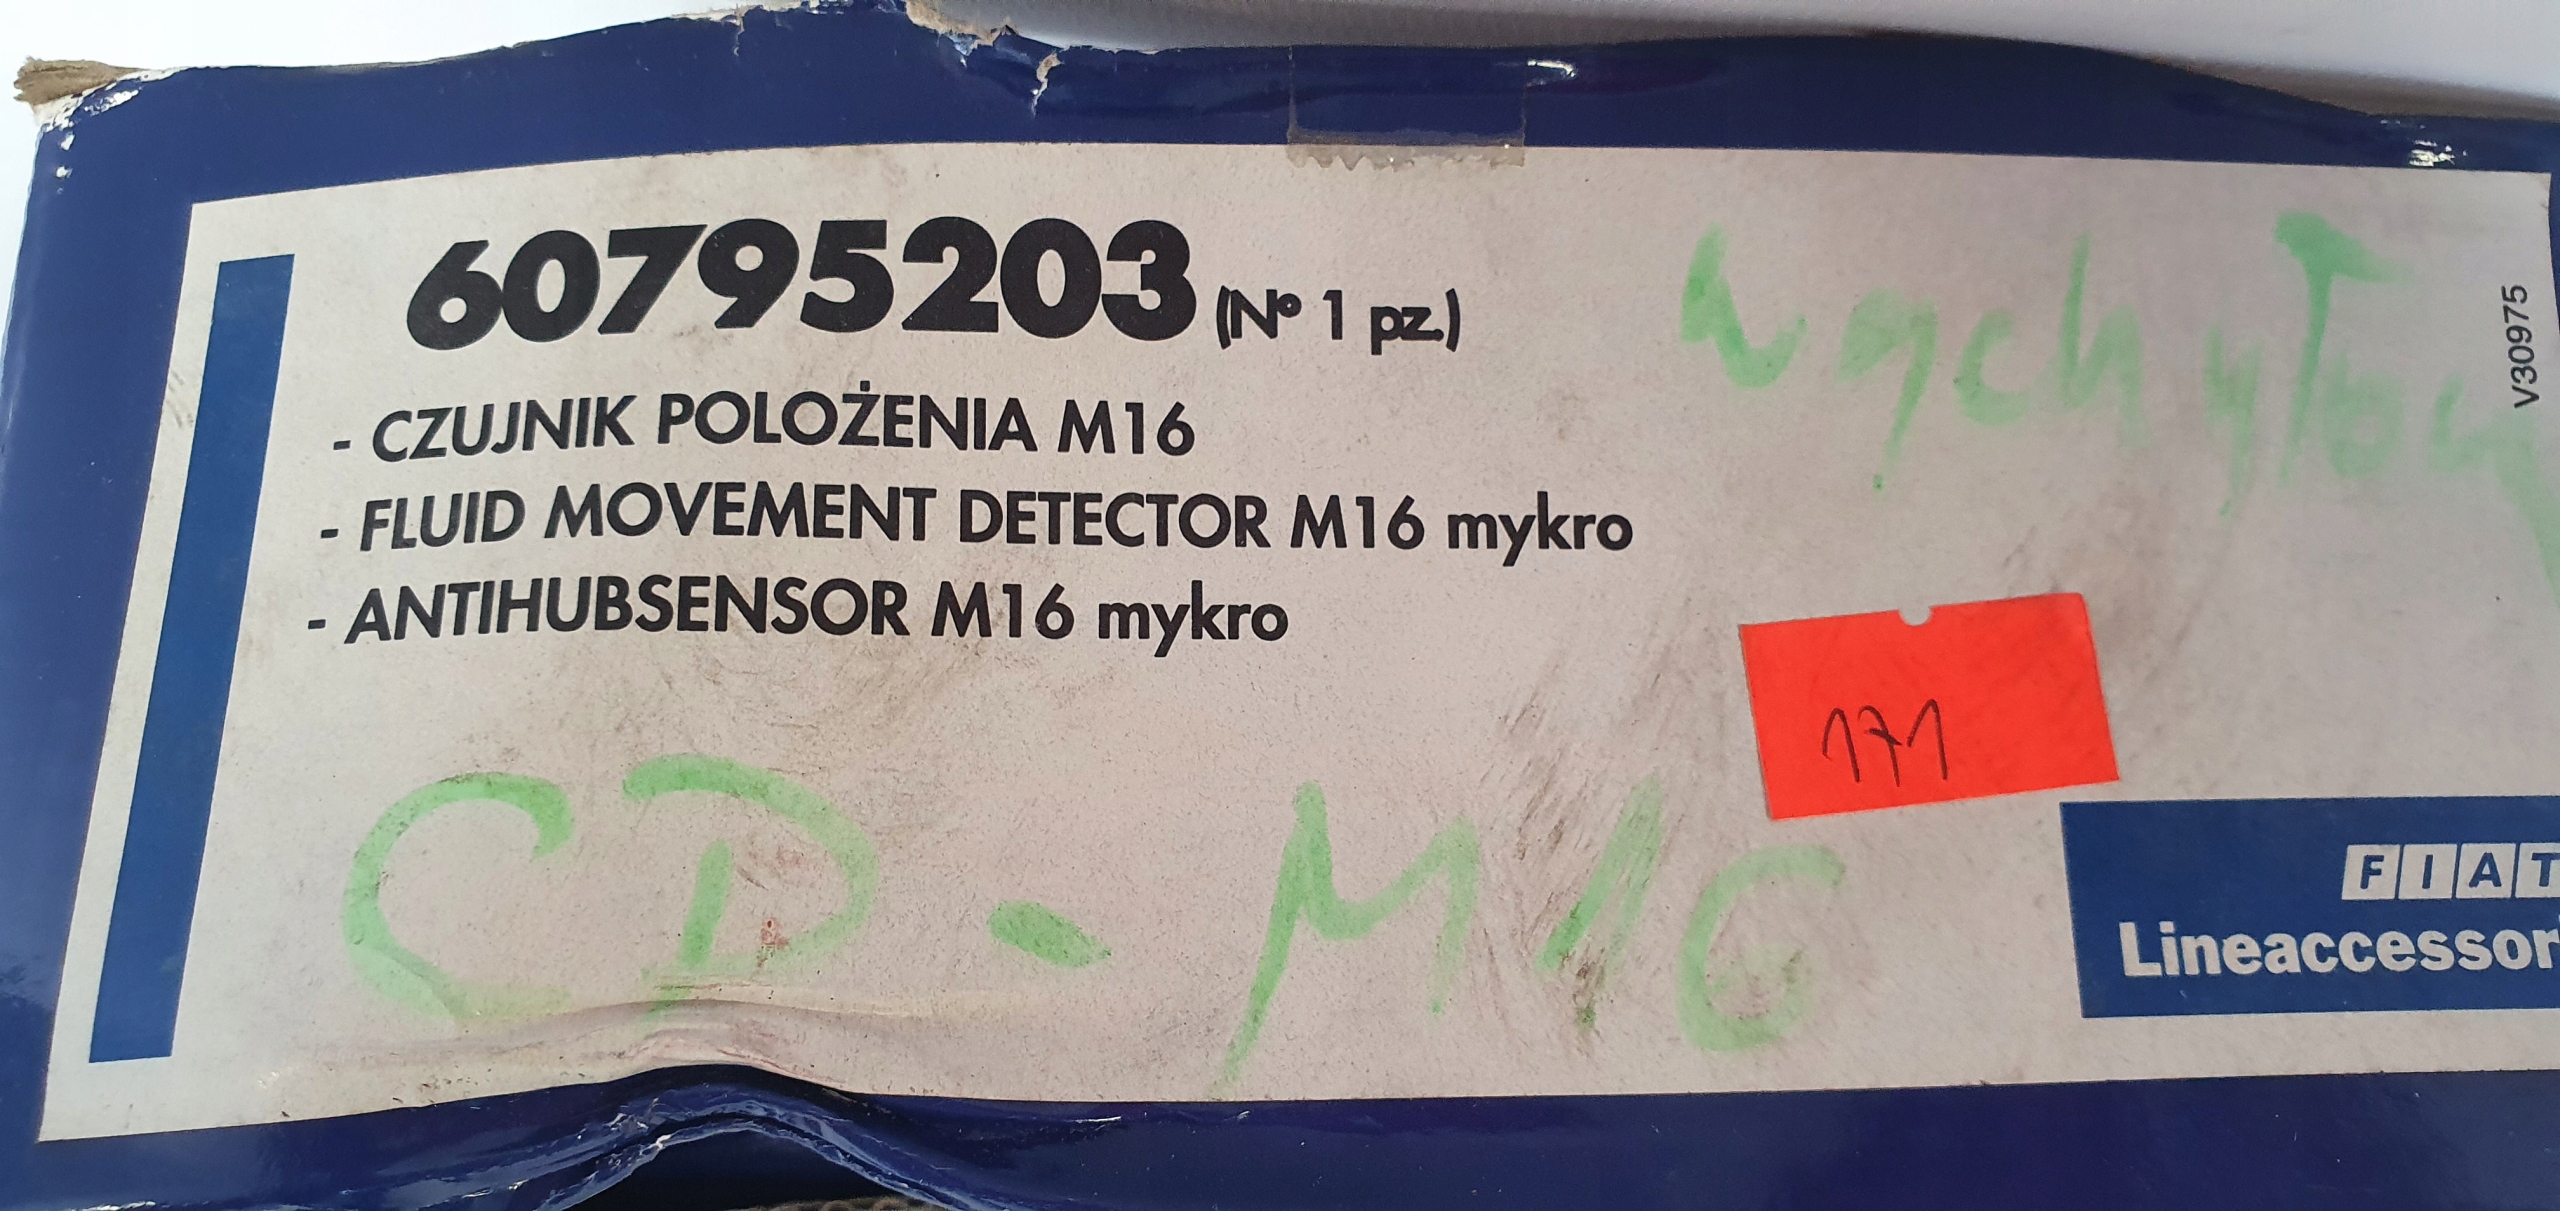 60795203 (N° 1 pz.)
- CZUJNIK POLOŻENIA M16
- FLUID MOVEMENT DETECTOR M16 mykro
- ANTIHUBSENSOR M16 mykro
V30975
171
CD - M16
FIAT
Lineaccessor